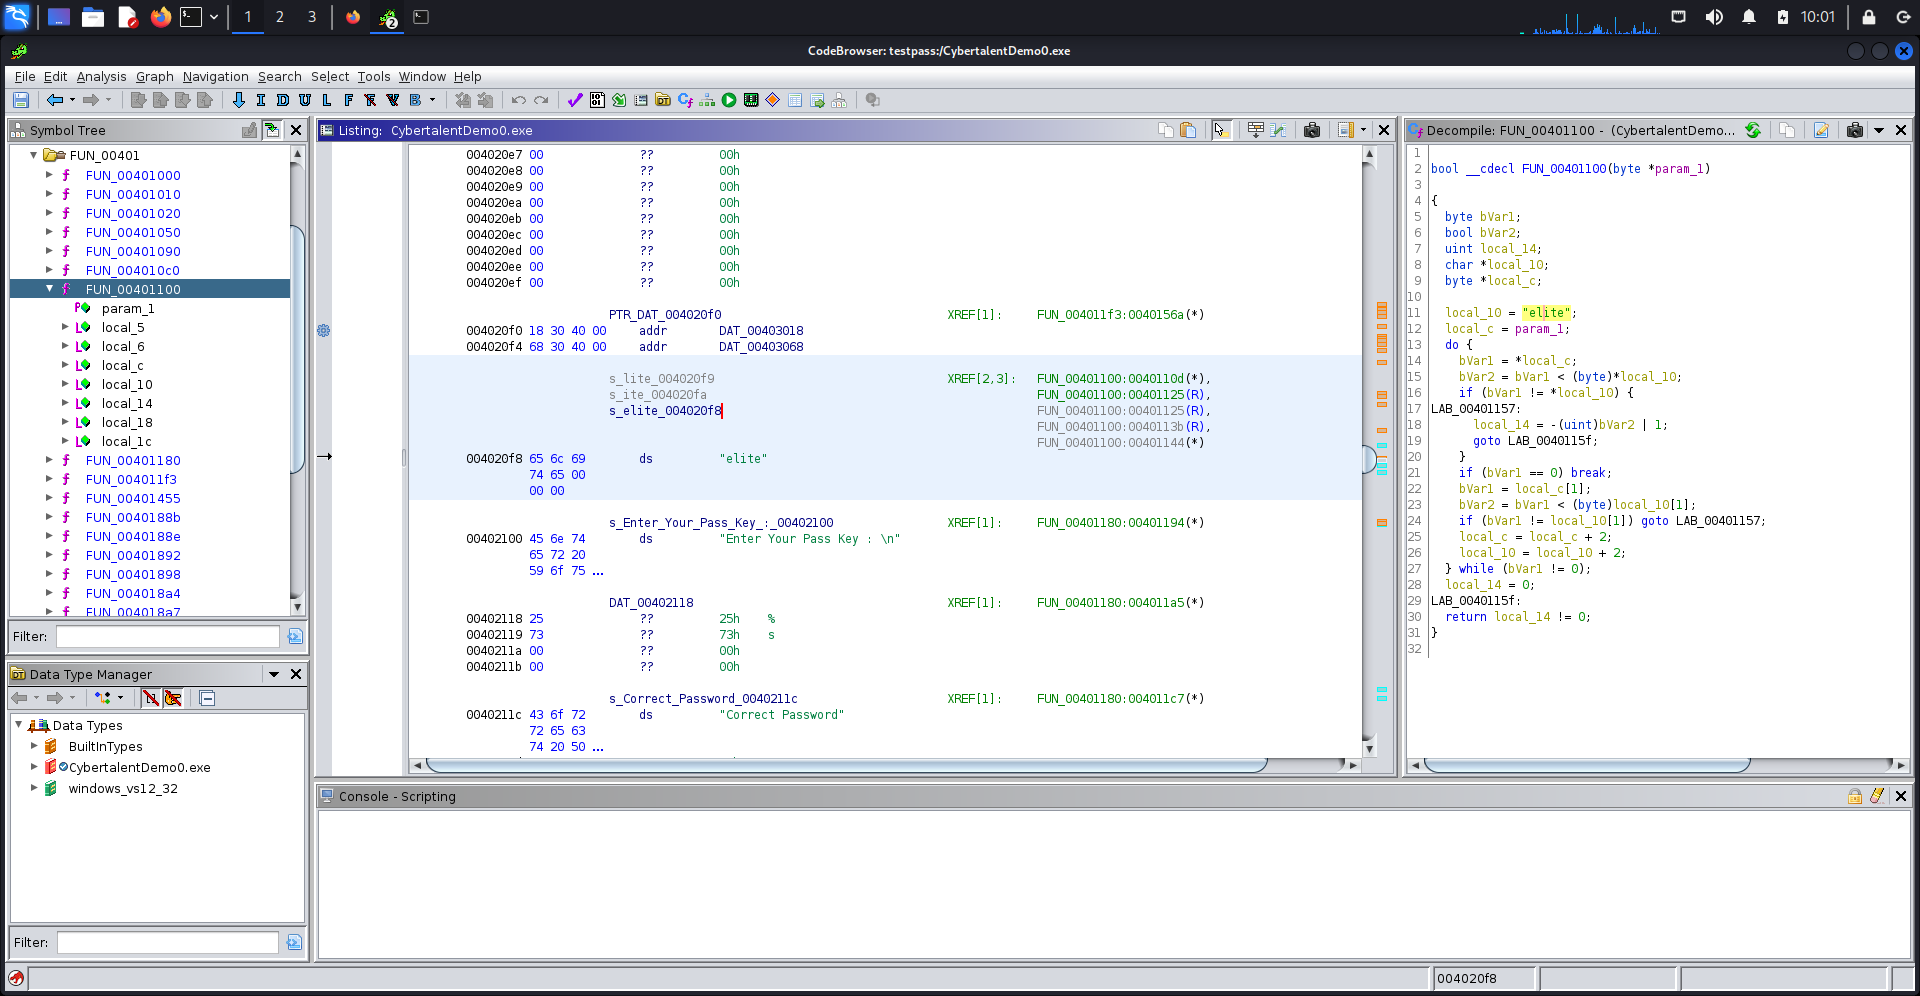 1 2 3 2 10:01
CodeBrowser: testpass:/CybertalentDemo0.exe
File Edit Analysis Graph Navigation Search Select Tools Window Help
I D U L F V B
Symbol Tree
FUN_00401
f FUN_00401000
f FUN_00401010
f FUN_00401020
f FUN_00401050
f FUN_00401090
f FUN_004010c0
f FUN_00401100
param_1
local_5
local_6
local_c
local_10
local_14
local_18
local_1c
f FUN_00401180
f FUN_004011f3
f FUN_00401455
f FUN_0040188b
f FUN_0040188e
f FUN_00401892
f FUN_00401898
f FUN_004018a4
f FUN_004018a7
Filter:
Data Type Manager
Data Types
BuiltInTypes
CybertalentDemo0.exe
windows_vs12_32
Filter:
Listing: CybertalentDemo0.exe
004020e7 00 ?? 00h
004020e8 00 ?? 00h
004020e9 00 ?? 00h
004020ea 00 ?? 00h
004020eb 00 ?? 00h
004020ec 00 ?? 00h
004020ed 00 ?? 00h
004020ee 00 ?? 00h
004020ef 00 ?? 00h
PTR_DAT_004020f0 XREF[1]: FUN_004011f3:0040156a(*)
004020f0 18 30 40 00 addr DAT_00403018
004020f4 68 30 40 00 addr DAT_00403068
s_lite_004020f9 XREF[2,3]: FUN_00401100:0040110d(*),
s_ite_004020fa FUN_00401100:00401125(R),
s_elite_004020f8 FUN_00401100:00401125(R),
FUN_00401100:0040113b(R),
FUN_00401100:00401144(*)
004020f8 65 6c 69 ds "elite"
74 65 00
00 00
s_Enter_Your_Pass_Key_:_00402100 XREF[1]: FUN_00401180:00401194(*)
00402100 45 6e 74 ds "Enter Your Pass Key : \n"
65 72 20
59 6f 75 ...
DAT_00402118 XREF[1]: FUN_00401180:004011a5(*)
00402118 25 ?? 25h %
00402119 73 ?? 73h s
0040211a 00 ?? 00h
0040211b 00 ?? 00h
s_Correct_Password_0040211c XREF[1]: FUN_00401180:004011c7(*)
0040211c 43 6f 72 ds "Correct Password"
72 65 63
74 20 50 ...
Decompile: FUN_00401100 - (CybertalentDemo...
1
2 bool __cdecl FUN_00401100(byte *param_1)
3
4 {
5 byte bVar1;
6 bool bVar2;
7 uint local_14;
8 char *local_10;
9 byte *local_c;
10
11 local_10 = "elite";
12 local_c = param_1;
13 do {
14 bVar1 = *local_c;
15 bVar2 = bVar1 < (byte)*local_10;
16 if (bVar1 != *local_10) {
17 LAB_00401157:
18 local_14 = -(uint)bVar2 | 1;
19 goto LAB_0040115f;
20 }
21 if (bVar1 == 0) break;
22 bVar1 = local_c[1];
23 bVar2 = bVar1 < (byte)local_10[1];
24 if (bVar1 != local_10[1]) goto LAB_00401157;
25 local_c = local_c + 2;
26 local_10 = local_10 + 2;
27 } while (bVar1 != 0);
28 local_14 = 0;
29 LAB_0040115f:
30 return local_14 != 0;
31 }
32
Console - Scripting
004020f8